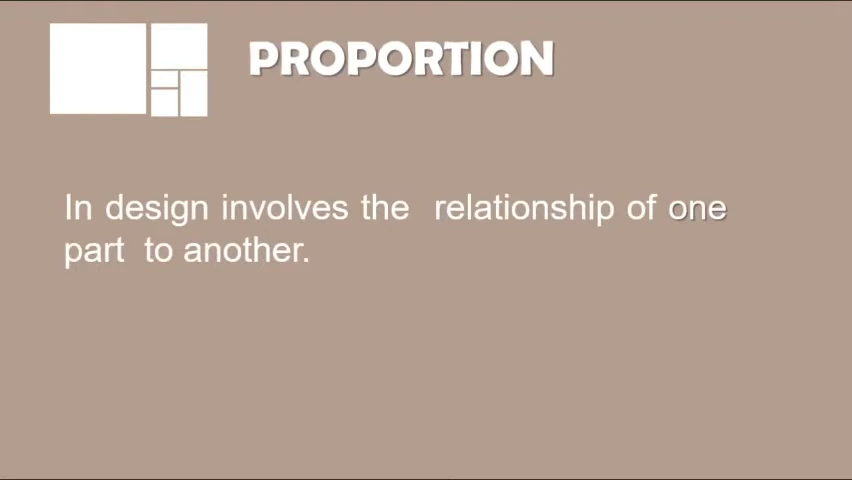 PROPORTION
In design involves the relationship of one
part to another.